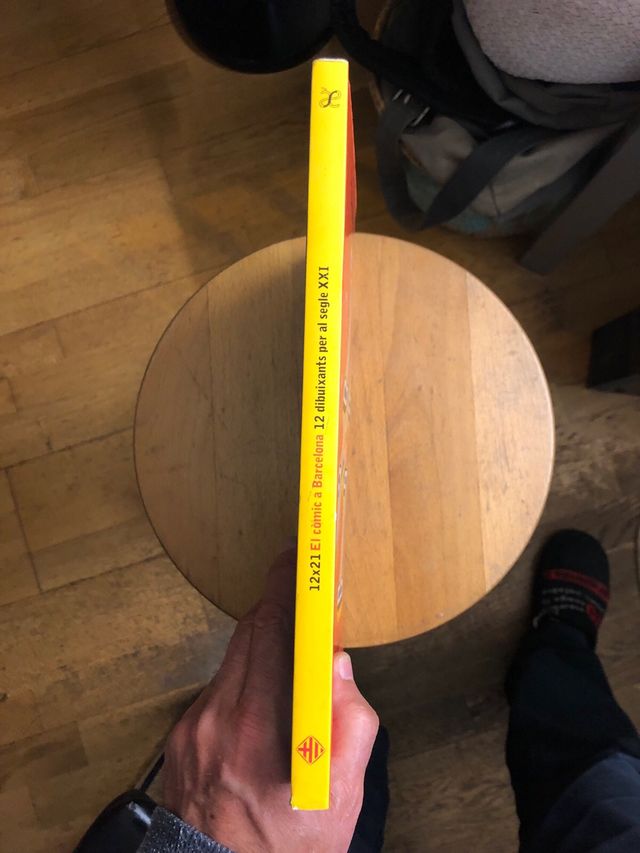 12x21 El còmic a Barcelona 12 dibuixants per al segle XXI